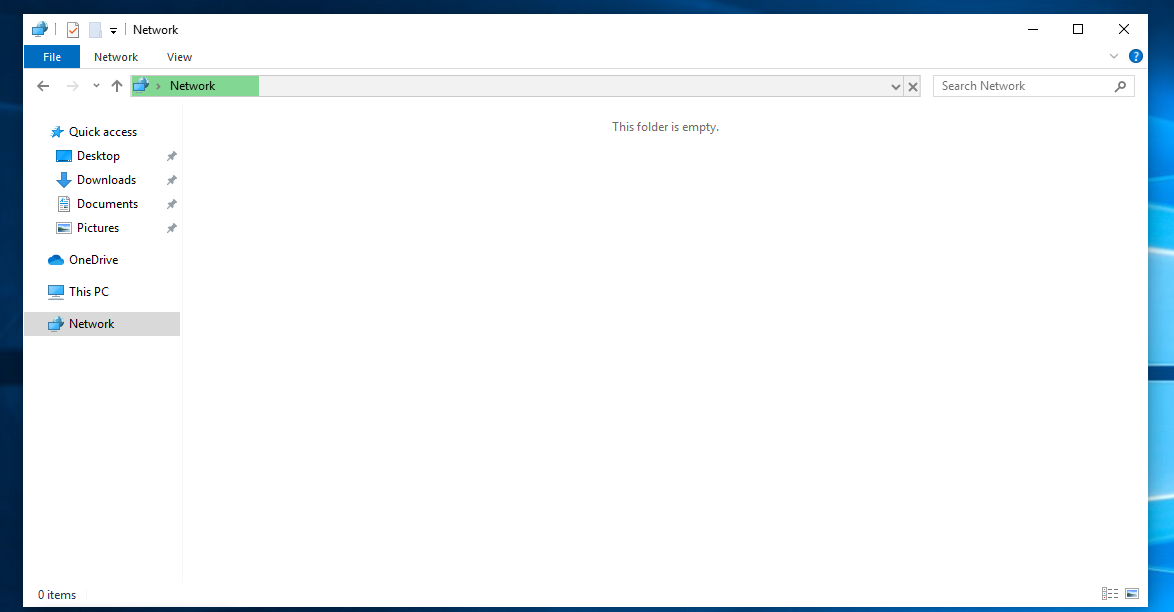 Network
File Network View
Network
Search Network
This folder is empty.
Quick access
Desktop
Downloads
Documents
Pictures
OneDrive
This PC
Network
0 items